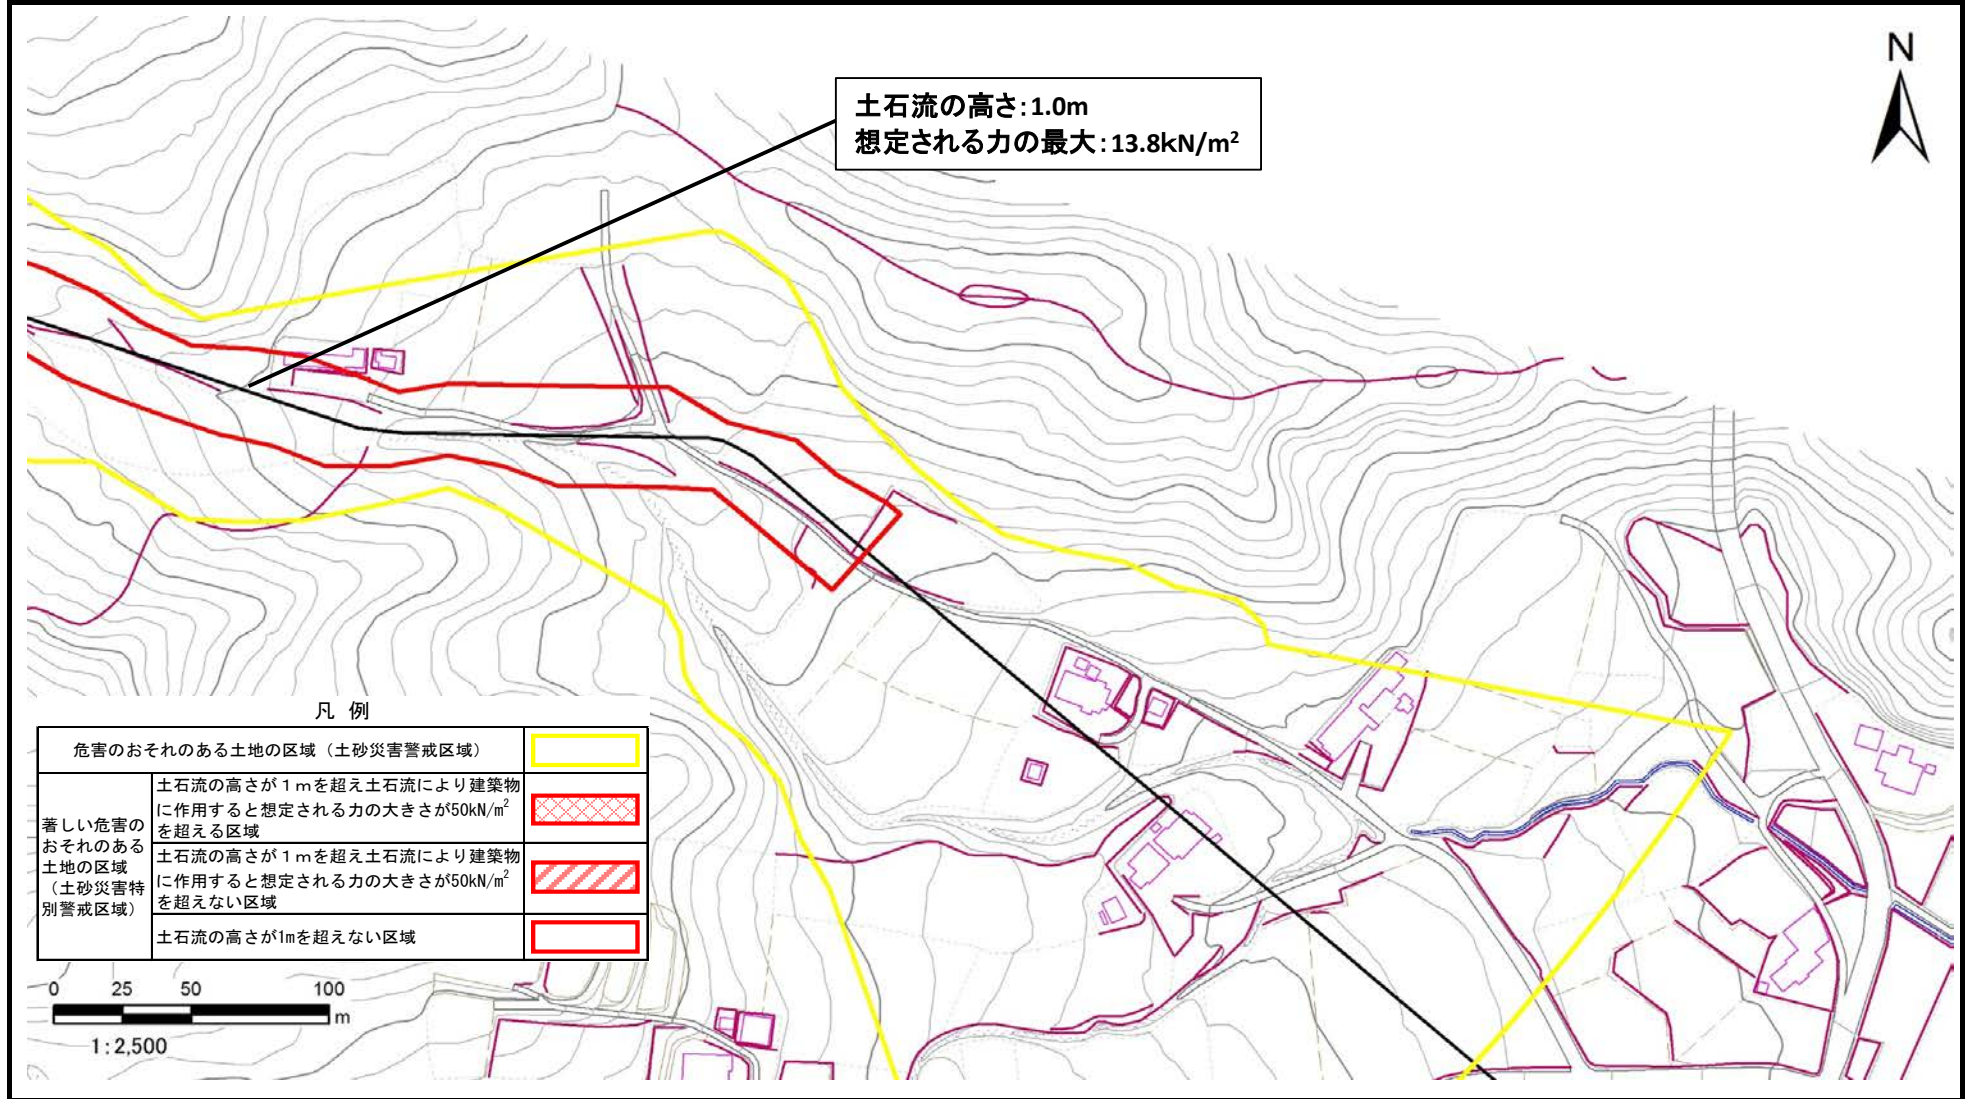 N
土石流の高さ:1.0m
想定される力の最大:13.8kN/m²
凡 例
危害のおそれのある土地の区域（土砂災害警戒区域）
著しい危害の
おそれのある
土地の区域
（土砂災害特
別警戒区域）
土石流の高さが１ｍを超え土石流により建築物
に作用すると想定される力の大きさが50kN/m²
を超える区域
土石流の高さが１ｍを超え土石流により建築物
に作用すると想定される力の大きさが50kN/m²
を超えない区域
土石流の高さが1mを超えない区域
0 25 50 100
m
1:2,500